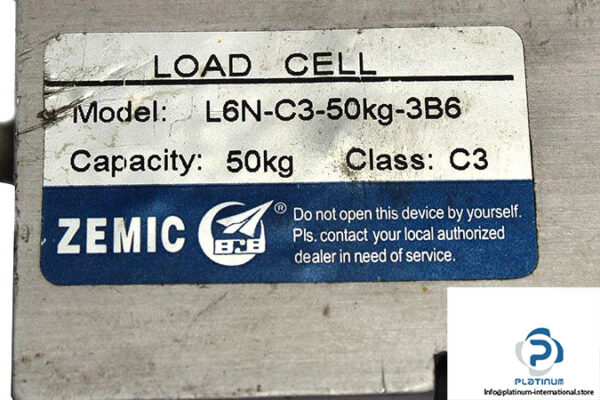 LOAD CELL
Model: L6N-C3-50kg-3B6
Capacity: 50kg Class: C3
ZEMIC ®
Do not open this device by yourself.
Pls. contact your local authorized
dealer in need of service.
PLATINUM
Info@platinum-international.store